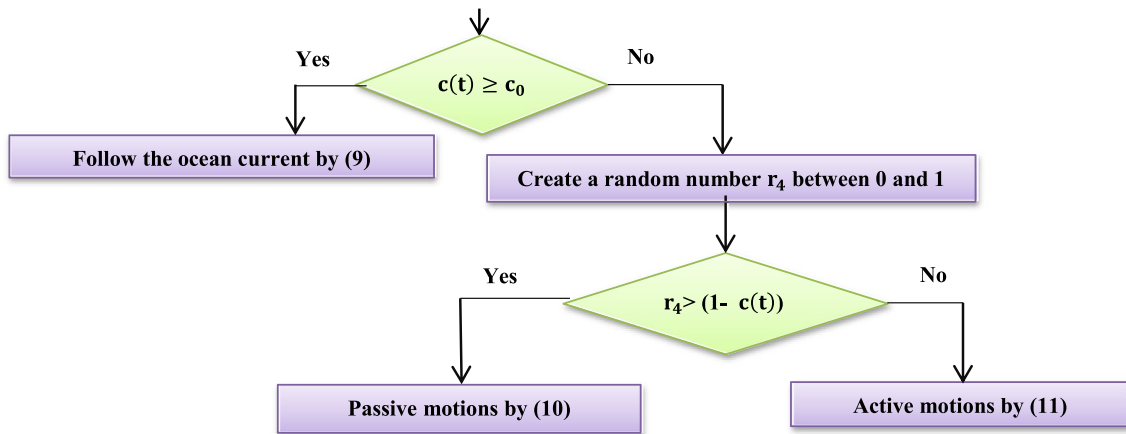 Yes
No
c(t) ≥ c₀
Follow the ocean current by (9)
Create a random number r₄ between 0 and 1
Yes
No
r₄> (1- c(t))
Passive motions by (10)
Active motions by (11)